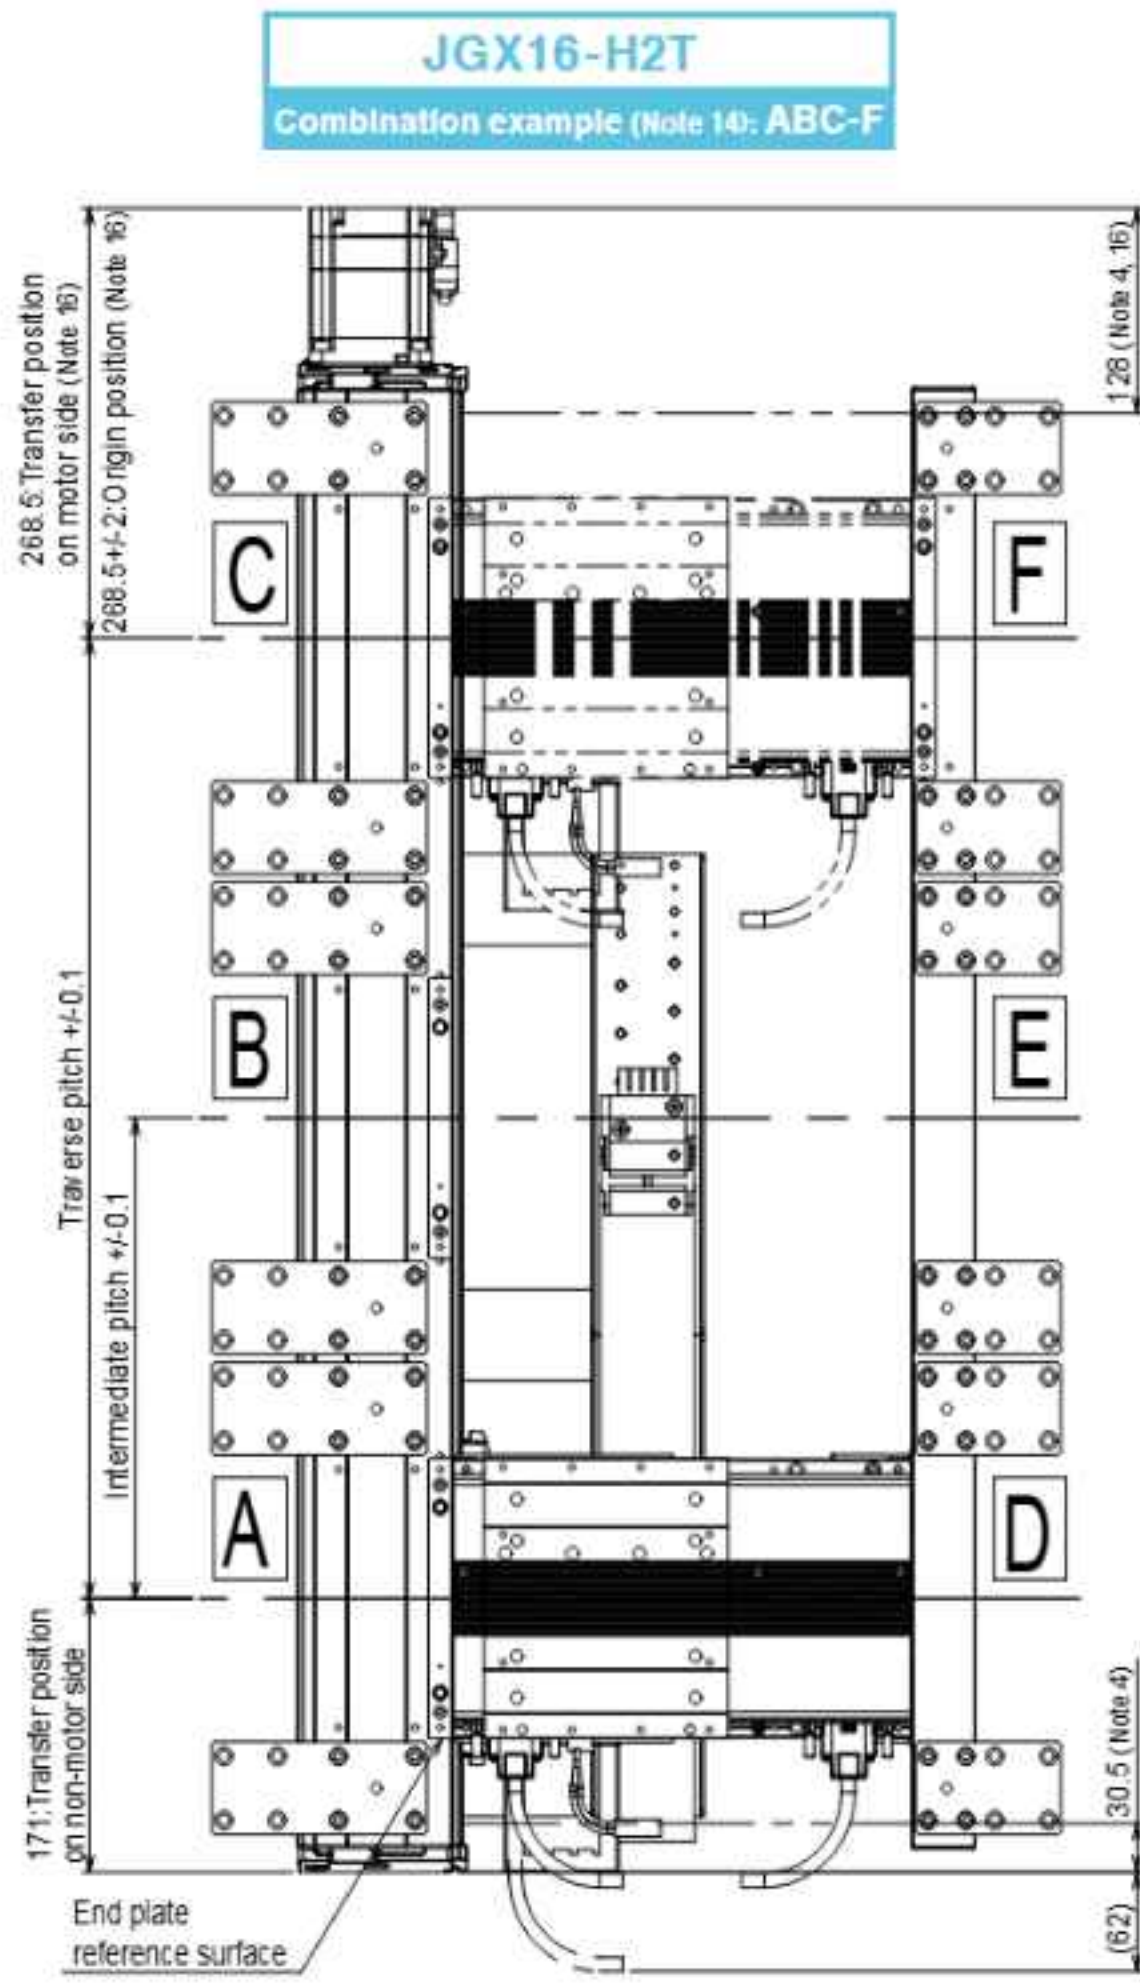 JGX16-H2T
Combination example (Note 14): ABC-F
268.5:Transfer position
on motor side (Note 16)
268.5+/-2:Origin position (Note 16)
128 (Note 4, 16)
C
F
B
E
Traverse pitch +/-0.1
Intermediate pitch +/-0.1
A
D
171:Transfer position
on non-motor side
30.5 (Note 4)
(62)
End plate
reference surface